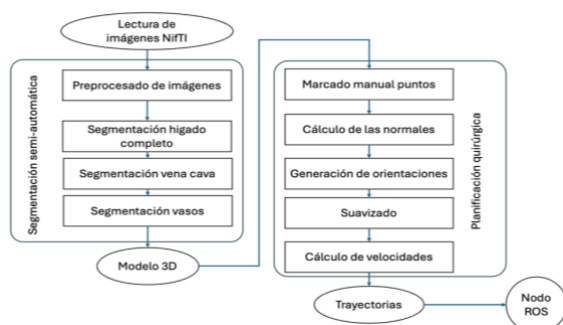 Lectura de
imágenes NifTI
Segmentación semi-automática
Preprocesado de imágenes
Segmentación hígado
completo
Segmentación vena cava
Segmentación vasos
Modelo 3D
Marcado manual puntos
Cálculo de las normales
Generación de orientaciones
Suavizado
Cálculo de velocidades
Planificación quirúrgica
Trayectorias
Nodo
ROS